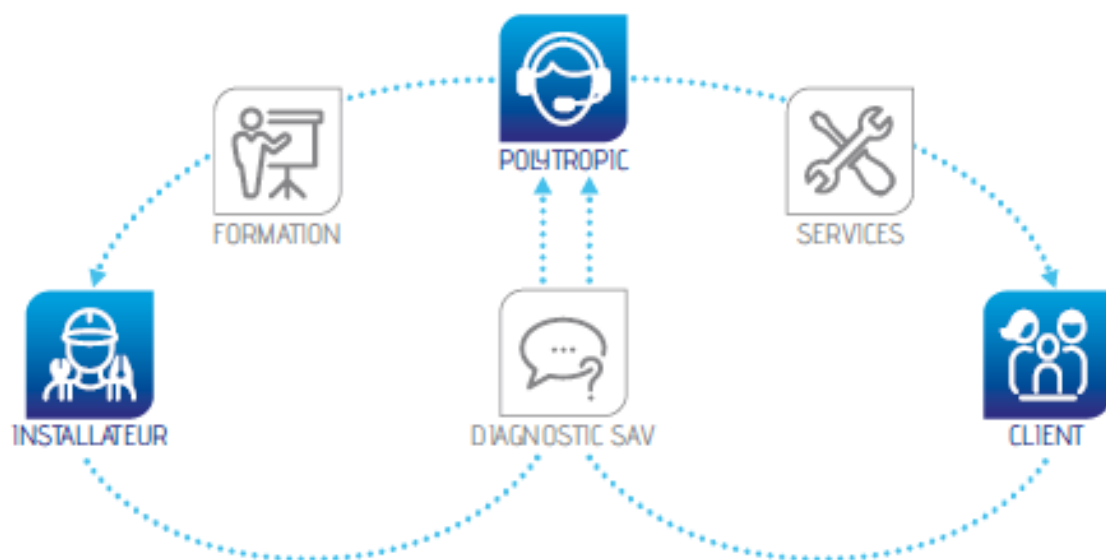 POLYTROPIC
FORMATION
SERVICES
INSTALLATEUR
DIAGNOSTIC SAV
CLIENT